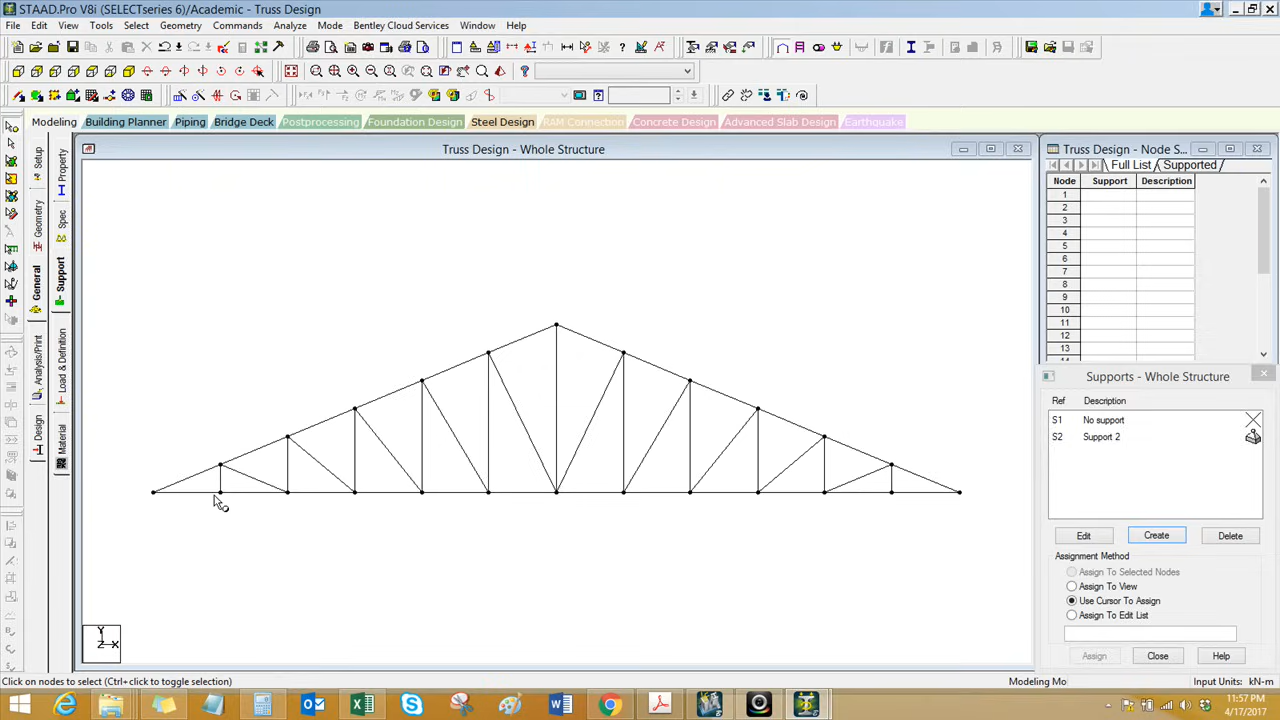 STAAD.Pro V8i (SELECTseries 6)/Academic - Truss Design
File Edit View Tools Select Geometry Commands Analyze Mode Bentley Cloud Services Window Help
Modeling Building Planner Piping Bridge Deck Postprocessing Foundation Design Steel Design RAM Connection Concrete Design Advanced Slab Design Earthquake
Truss Design - Whole Structure
Truss Design - Node S...
Full List Supported
Node Support Description
1
2
3
4
5
6
7
8
9
10
11
12
13
14
Setup
Geometry
General
Analysis/Print
Design
Property
Spec
Support
Load & Definition
Material
Supports - Whole Structure
Ref Description
S1 No support
S2 Support 2
Edit Create Delete
Assignment Method
Assign To Selected Nodes
Assign To View
Use Cursor To Assign
Assign To Edit List
Assign Close Help
Y
Z X
Click on nodes to select (Ctrl+click to toggle selection)
Modeling Mo
Input Units: kN-m
11:57 PM
4/17/2017